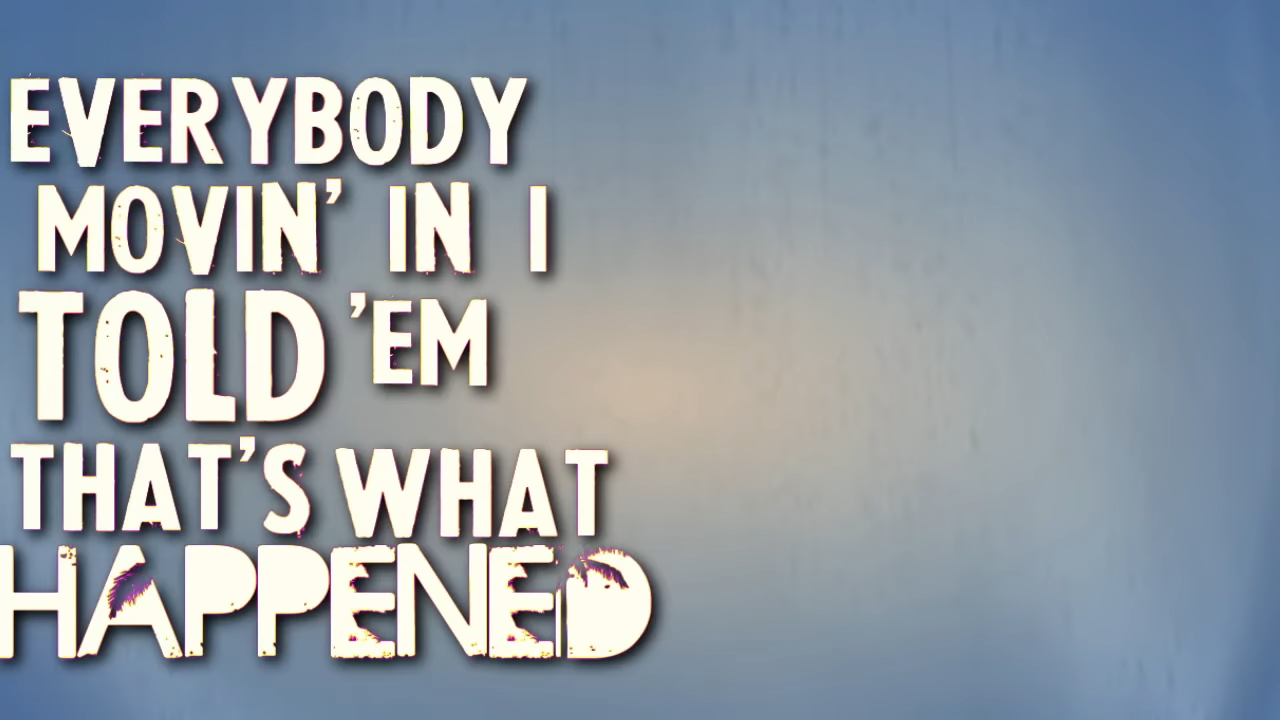 EVERYBODY
MOVIN' IN I
TOLD 'EM
THAT'S WHAT
HAPPENED